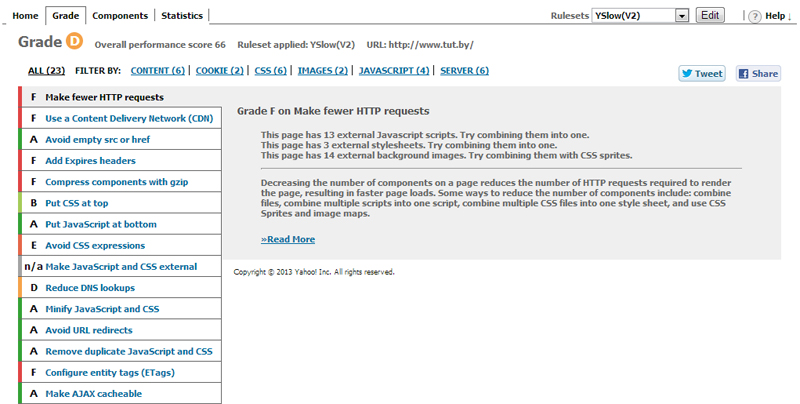 Home Grade Components Statistics Rulesets YSlow(V2) Edit ? Help ↓
Grade D Overall performance score 66 Ruleset applied: YSlow(V2) URL: http://www.tut.by/
ALL (23) FILTER BY: CONTENT (6) | COOKIE (2) | CSS (6) | IMAGES (2) | JAVASCRIPT (4) | SERVER (6)
Tweet Share
F Make fewer HTTP requests
F Use a Content Delivery Network (CDN)
A Avoid empty src or href
F Add Expires headers
F Compress components with gzip
B Put CSS at top
A Put JavaScript at bottom
E Avoid CSS expressions
n/a Make JavaScript and CSS external
D Reduce DNS lookups
A Minify JavaScript and CSS
A Avoid URL redirects
A Remove duplicate JavaScript and CSS
F Configure entity tags (ETags)
A Make AJAX cacheable
Grade F on Make fewer HTTP requests
This page has 13 external Javascript scripts. Try combining them into one.
This page has 3 external stylesheets. Try combining them into one.
This page has 14 external background images. Try combining them with CSS sprites.
Decreasing the number of components on a page reduces the number of HTTP requests required to render
the page, resulting in faster page loads. Some ways to reduce the number of components include: combine
files, combine multiple scripts into one script, combine multiple CSS files into one style sheet, and use CSS
Sprites and image maps.
»Read More
Copyright © 2013 Yahoo! Inc. All rights reserved.